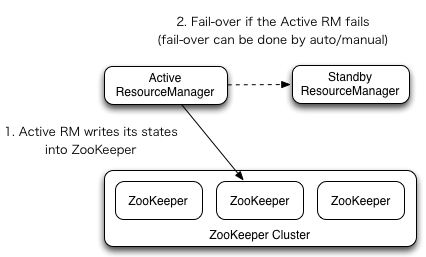 2. Fail-over if the Active RM fails
(fail-over can be done by auto/manual)
Active
ResourceManager
Standby
ResourceManager
1. Active RM writes its states
into ZooKeeper
ZooKeeper
ZooKeeper
ZooKeeper
ZooKeeper Cluster